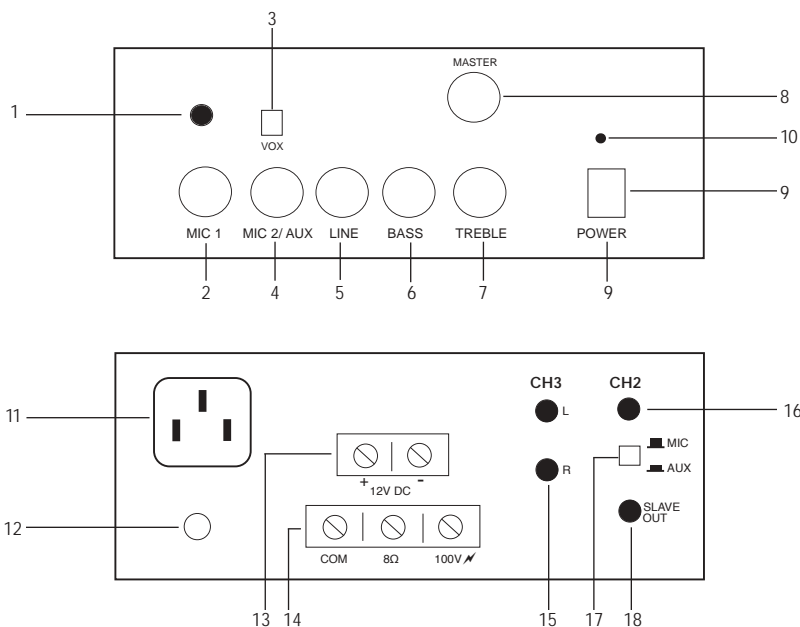 3
MASTER
1
8
10
VOX
9
MIC 1 MIC 2/ AUX LINE BASS TREBLE POWER
2 4 5 6 7 9
CH3 CH2
11
L
16
MIC
17
R
AUX
13
+ -
12V DC
SLAVE
OUT
12
COM 8Ω 100V
13 14 15 17 18